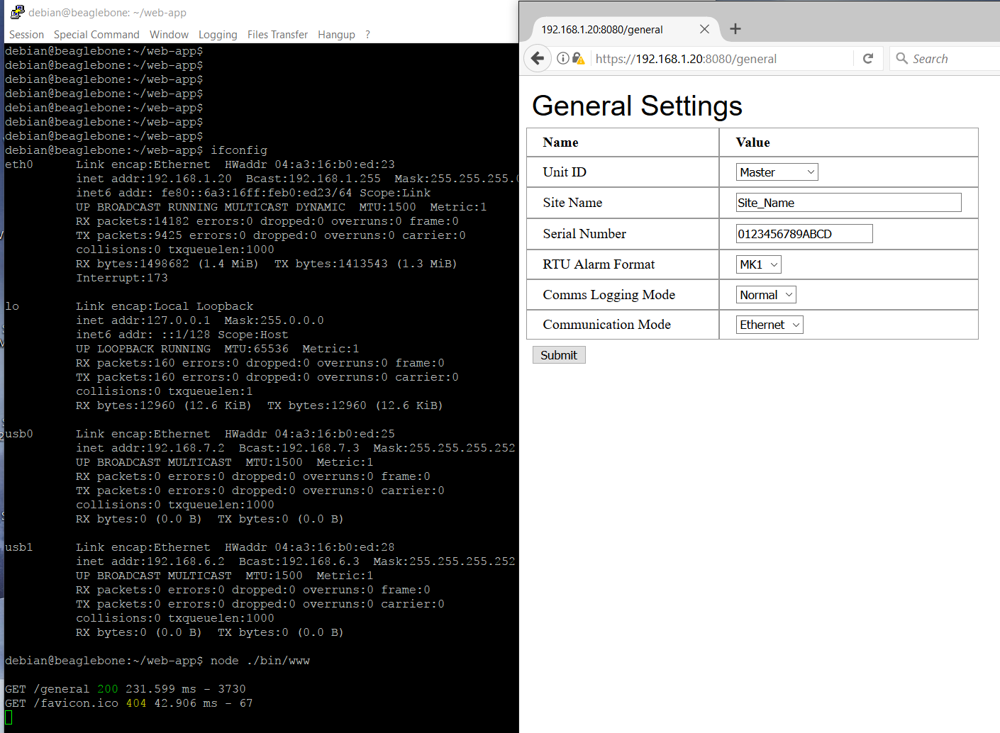 debian@beaglebone: ~/web-app
Session Special Command Window Logging Files Transfer Hangup ?
debian@beaglebone:~/web-app$
debian@beaglebone:~/web-app$
debian@beaglebone:~/web-app$
debian@beaglebone:~/web-app$
debian@beaglebone:~/web-app$
debian@beaglebone:~/web-app$
debian@beaglebone:~/web-app$
debian@beaglebone:~/web-app$ ifconfig
eth0      Link encap:Ethernet  HWaddr 04:a3:16:b0:ed:23
inet addr:192.168.1.20  Bcast:192.168.1.255  Mask:255.255.255.0
inet6 addr: fe80::6a3:16ff:feb0:ed23/64 Scope:Link
UP BROADCAST RUNNING MULTICAST DYNAMIC  MTU:1500  Metric:1
RX packets:14182 errors:0 dropped:0 overruns:0 frame:0
TX packets:9425 errors:0 dropped:0 overruns:0 carrier:0
collisions:0 txqueuelen:1000
RX bytes:1498682 (1.4 MiB)  TX bytes:1413543 (1.3 MiB)
Interrupt:173
lo        Link encap:Local Loopback
inet addr:127.0.0.1  Mask:255.0.0.0
inet6 addr: ::1/128 Scope:Host
UP LOOPBACK RUNNING  MTU:65536  Metric:1
RX packets:160 errors:0 dropped:0 overruns:0 frame:0
TX packets:160 errors:0 dropped:0 overruns:0 carrier:0
collisions:0 txqueuelen:1
RX bytes:12960 (12.6 KiB)  TX bytes:12960 (12.6 KiB)
usb0      Link encap:Ethernet  HWaddr 04:a3:16:b0:ed:25
inet addr:192.168.7.2  Bcast:192.168.7.3  Mask:255.255.255.252
UP BROADCAST MULTICAST  MTU:1500  Metric:1
RX packets:0 errors:0 dropped:0 overruns:0 frame:0
TX packets:0 errors:0 dropped:0 overruns:0 carrier:0
collisions:0 txqueuelen:1000
RX bytes:0 (0.0 B)  TX bytes:0 (0.0 B)
usb1      Link encap:Ethernet  HWaddr 04:a3:16:b0:ed:28
inet addr:192.168.6.2  Bcast:192.168.6.3  Mask:255.255.255.252
UP BROADCAST MULTICAST  MTU:1500  Metric:1
RX packets:0 errors:0 dropped:0 overruns:0 frame:0
TX packets:0 errors:0 dropped:0 overruns:0 carrier:0
collisions:0 txqueuelen:1000
RX bytes:0 (0.0 B)  TX bytes:0 (0.0 B)
debian@beaglebone:~/web-app$ node ./bin/www
GET /general 200 231.599 ms - 3730
GET /favicon.ico 404 42.906 ms - 67
192.168.1.20:8080/general
https://192.168.1.20:8080/general Search
General Settings
Name Value
Unit ID Master
Site Name Site_Name
Serial Number 0123456789ABCD
RTU Alarm Format MK1
Comms Logging Mode Normal
Communication Mode Ethernet
Submit